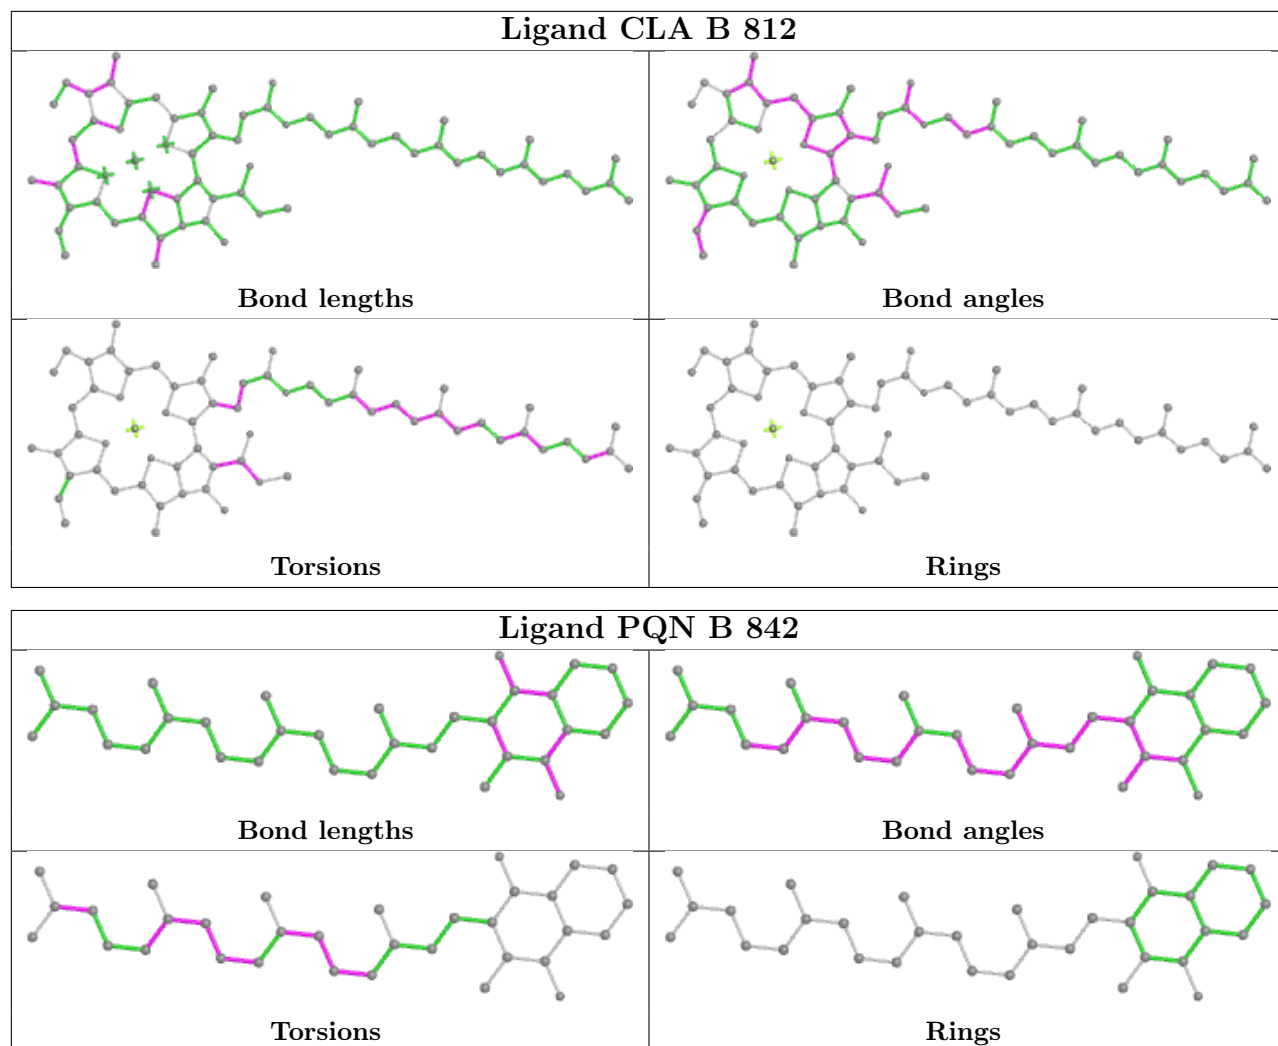 Ligand CLA B 812
Bond lengths
Bond angles
Torsions
Rings
Ligand PQN B 842
Bond lengths
Bond angles
Torsions
Rings